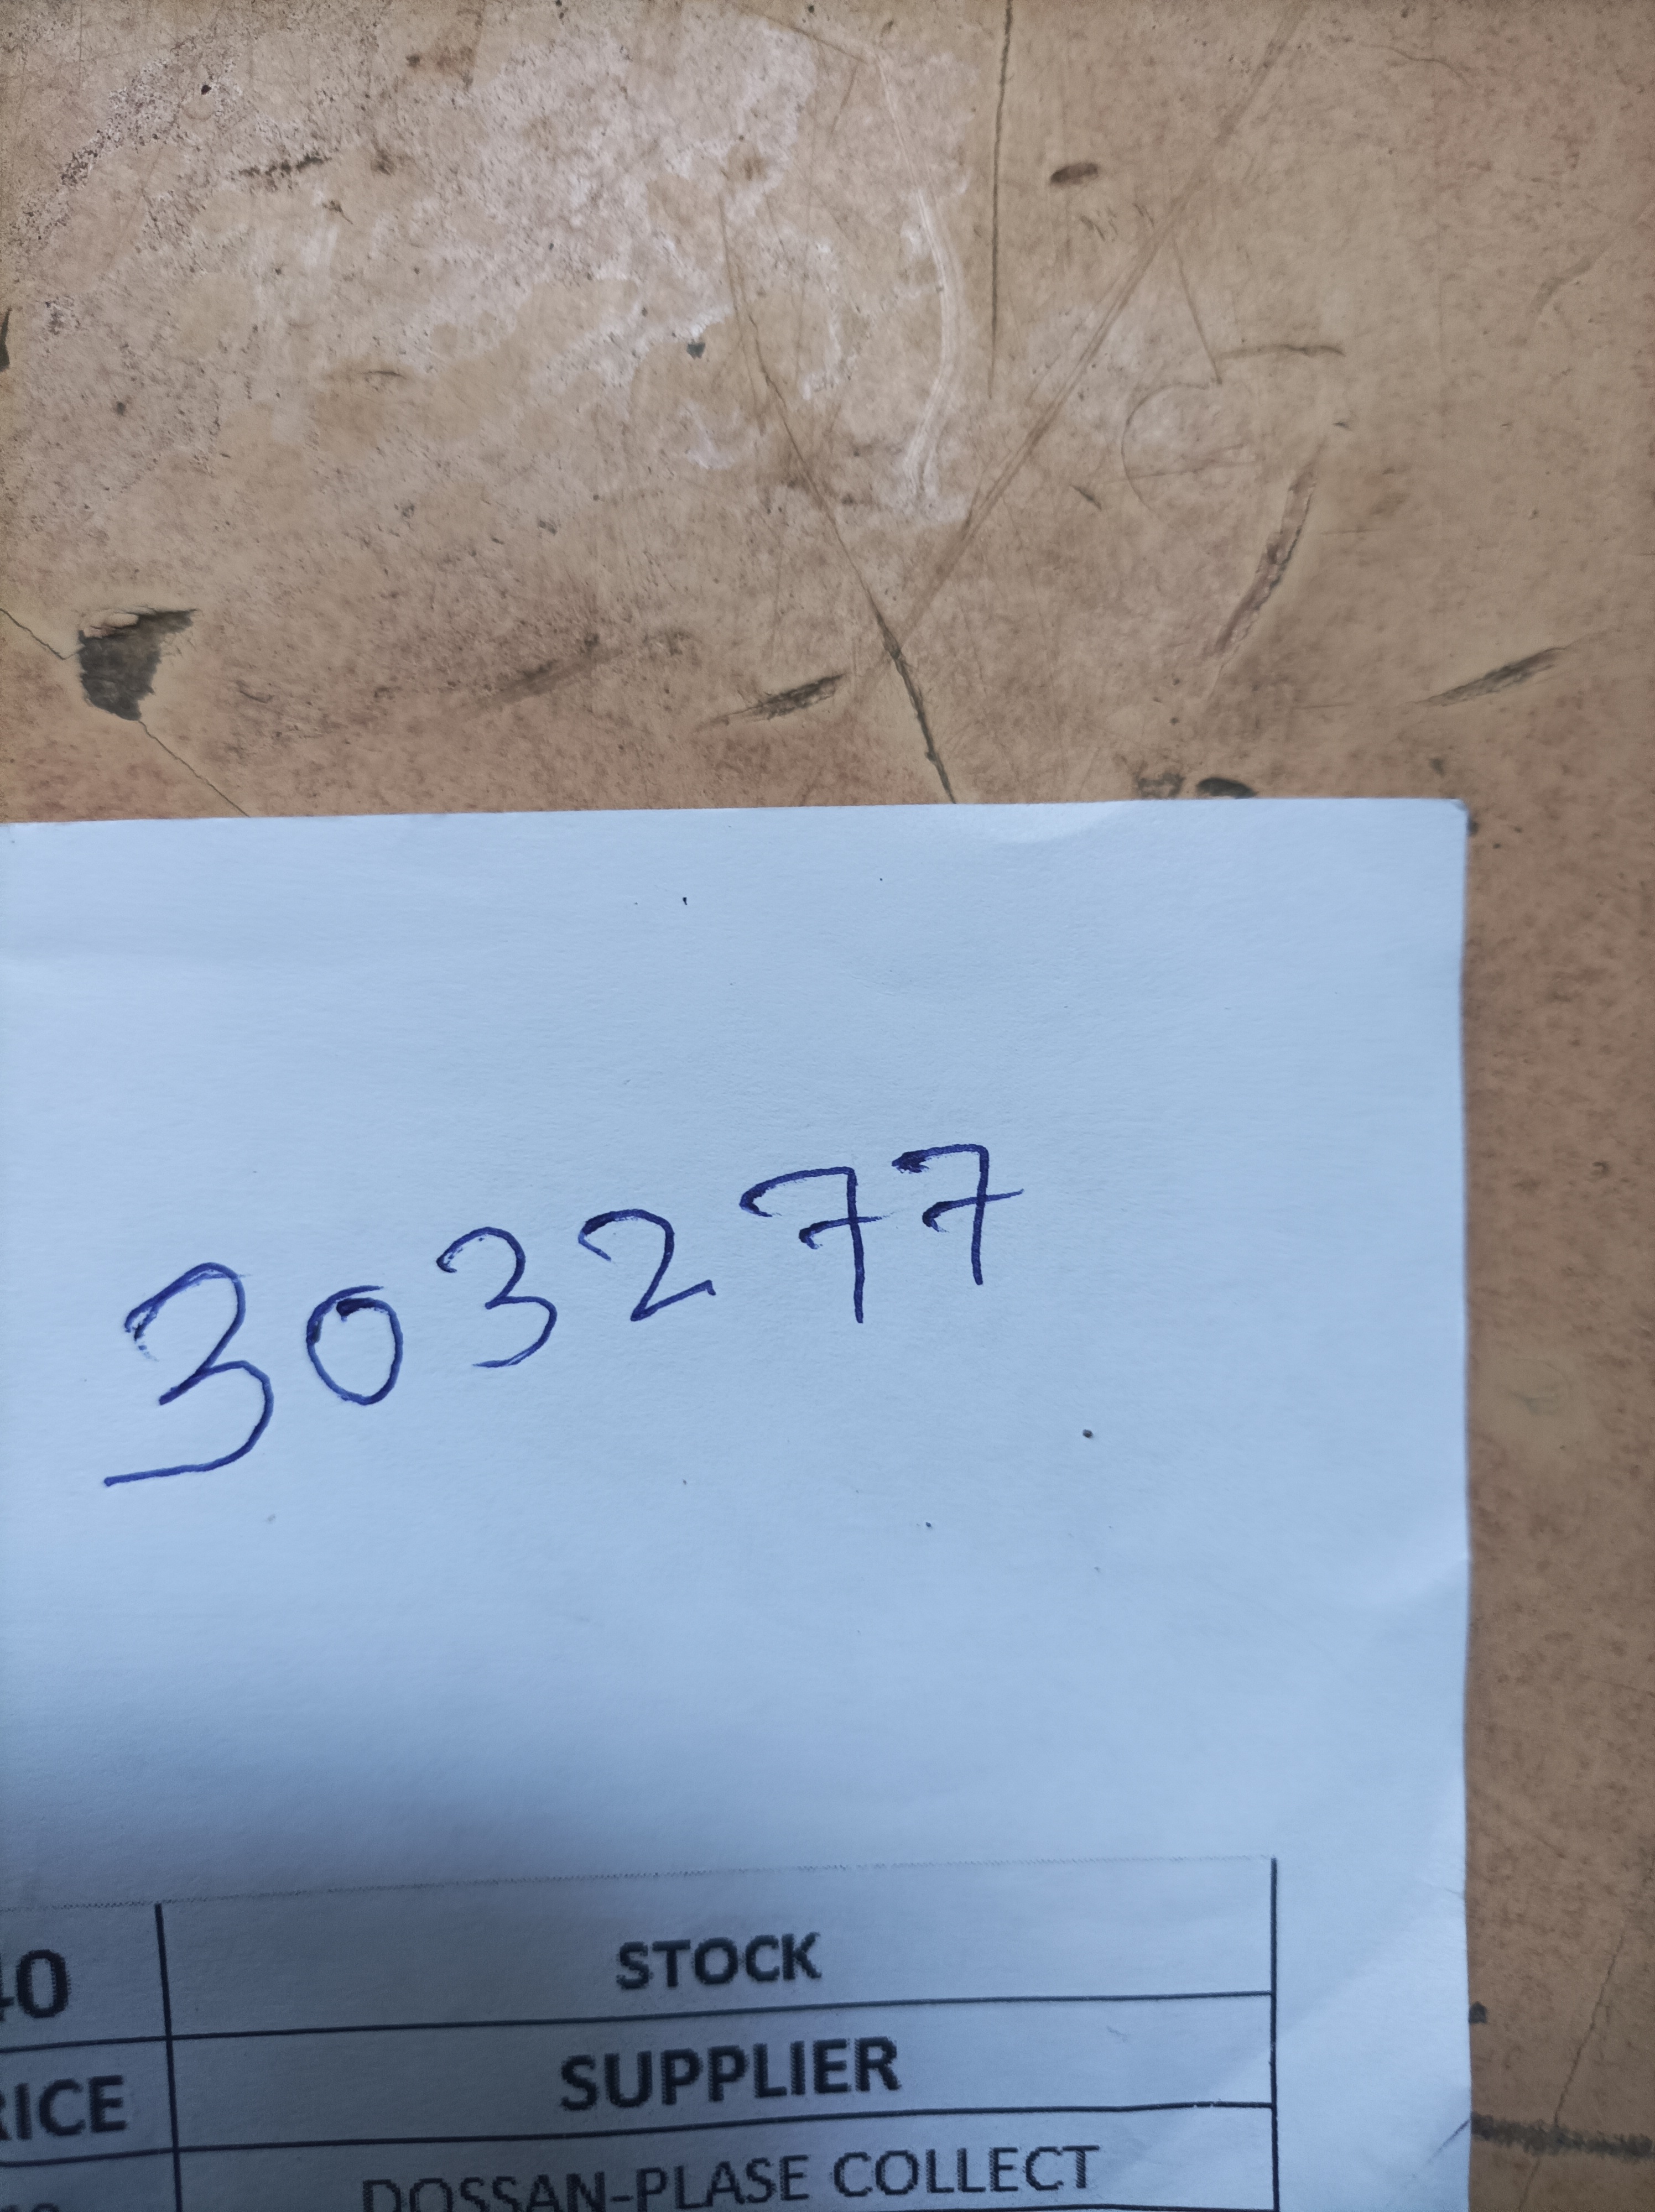 303277
40
STOCK
RICE
SUPPLIER
DOSSAN-PLASE COLLECT